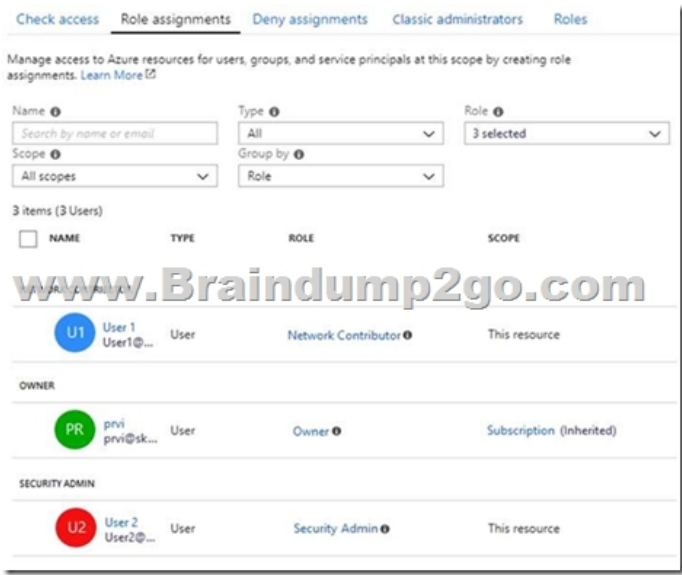 Check access Role assignments Deny assignments Classic administrators Roles
Manage access to Azure resources for users, groups, and service principals at this scope by creating role
assignments. Learn More
Name Type Role
Search by name or email All 3 selected
Scope Group by
All scopes Role
3 items (3 Users)
NAME TYPE ROLE SCOPE
www.Braindump2go.com
U1 User 1 User Network Contributor This resource
User1@...
OWNER
PR prvi User Owner Subscription (Inherited)
prvi@sk...
SECURITY ADMIN
U2 User 2 User Security Admin This resource
User2@...